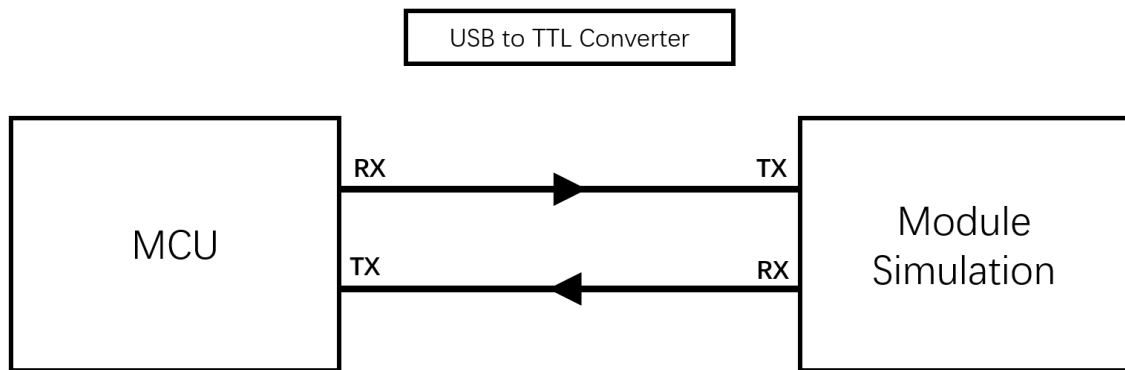 USB to TTL Converter
RX
TX
MCU
Module
Simulation
TX
RX